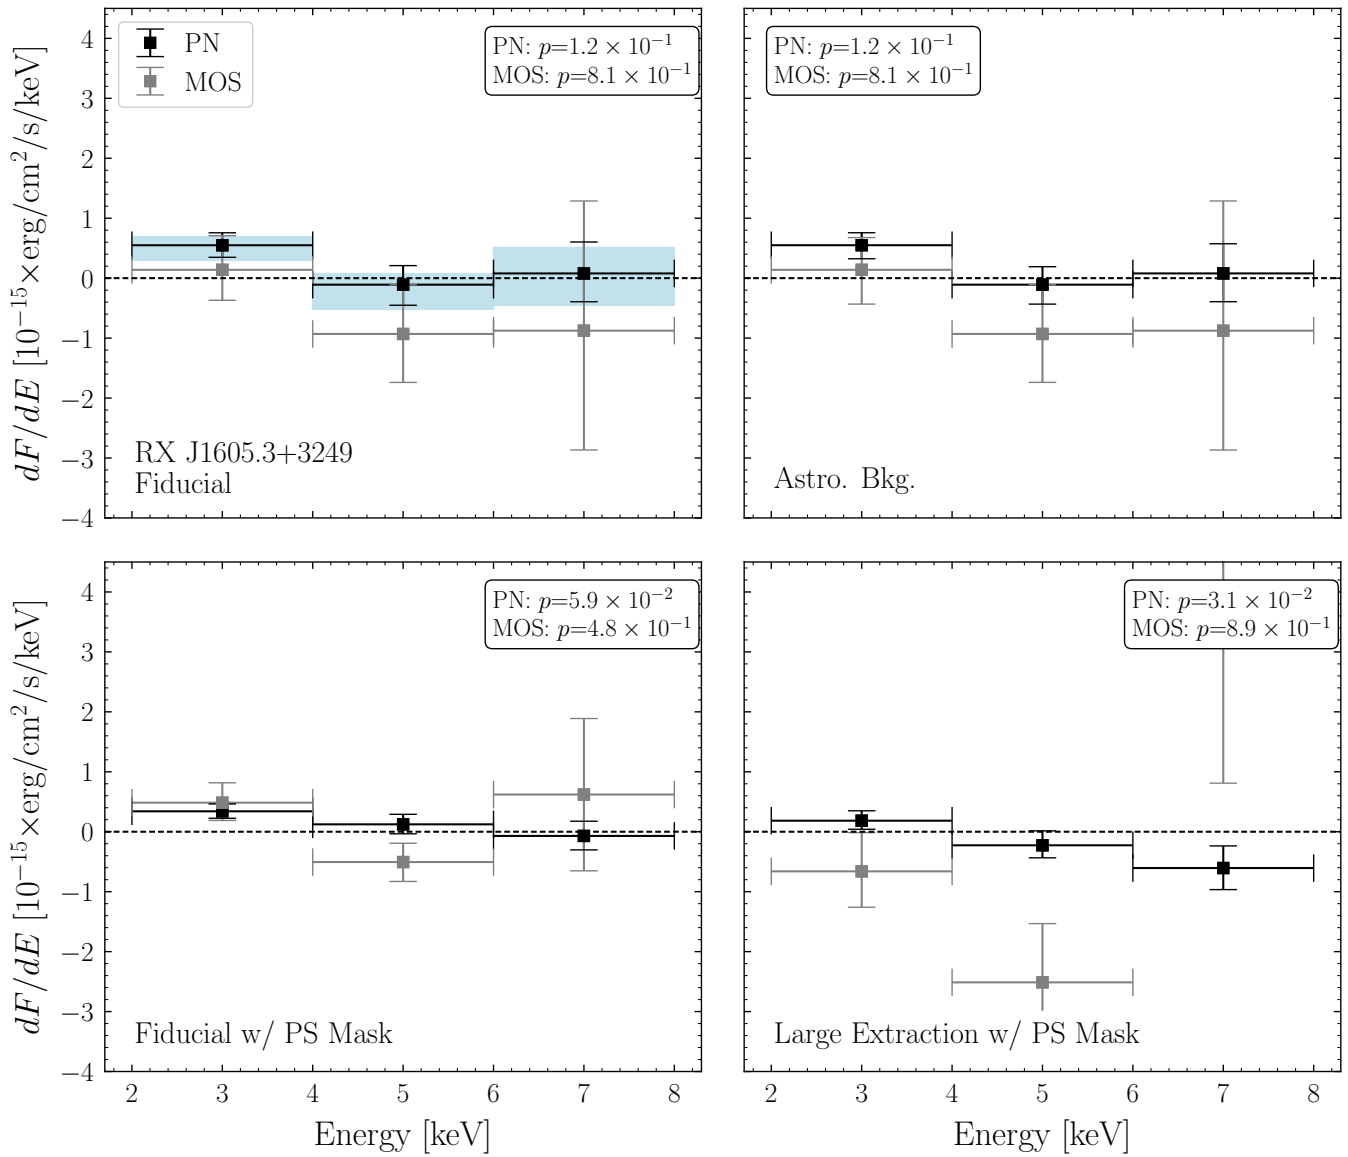 PN
MOS
PN: p=1.2 × 10⁻¹
MOS: p=8.1 × 10⁻¹
4
3
2
1
0
−1
−2
−3
−4
dF/dE [10⁻¹⁵×erg/cm²/s/keV]
RX J1605.3+3249
Fiducial
PN: p=1.2 × 10⁻¹
MOS: p=8.1 × 10⁻¹
Astro. Bkg.
PN: p=5.9 × 10⁻²
MOS: p=4.8 × 10⁻¹
4
3
2
1
0
−1
−2
−3
−4
dF/dE [10⁻¹⁵×erg/cm²/s/keV]
Fiducial w/ PS Mask
2 3 4 5 6 7 8
Energy [keV]
PN: p=3.1 × 10⁻²
MOS: p=8.9 × 10⁻¹
Large Extraction w/ PS Mask
2 3 4 5 6 7 8
Energy [keV]